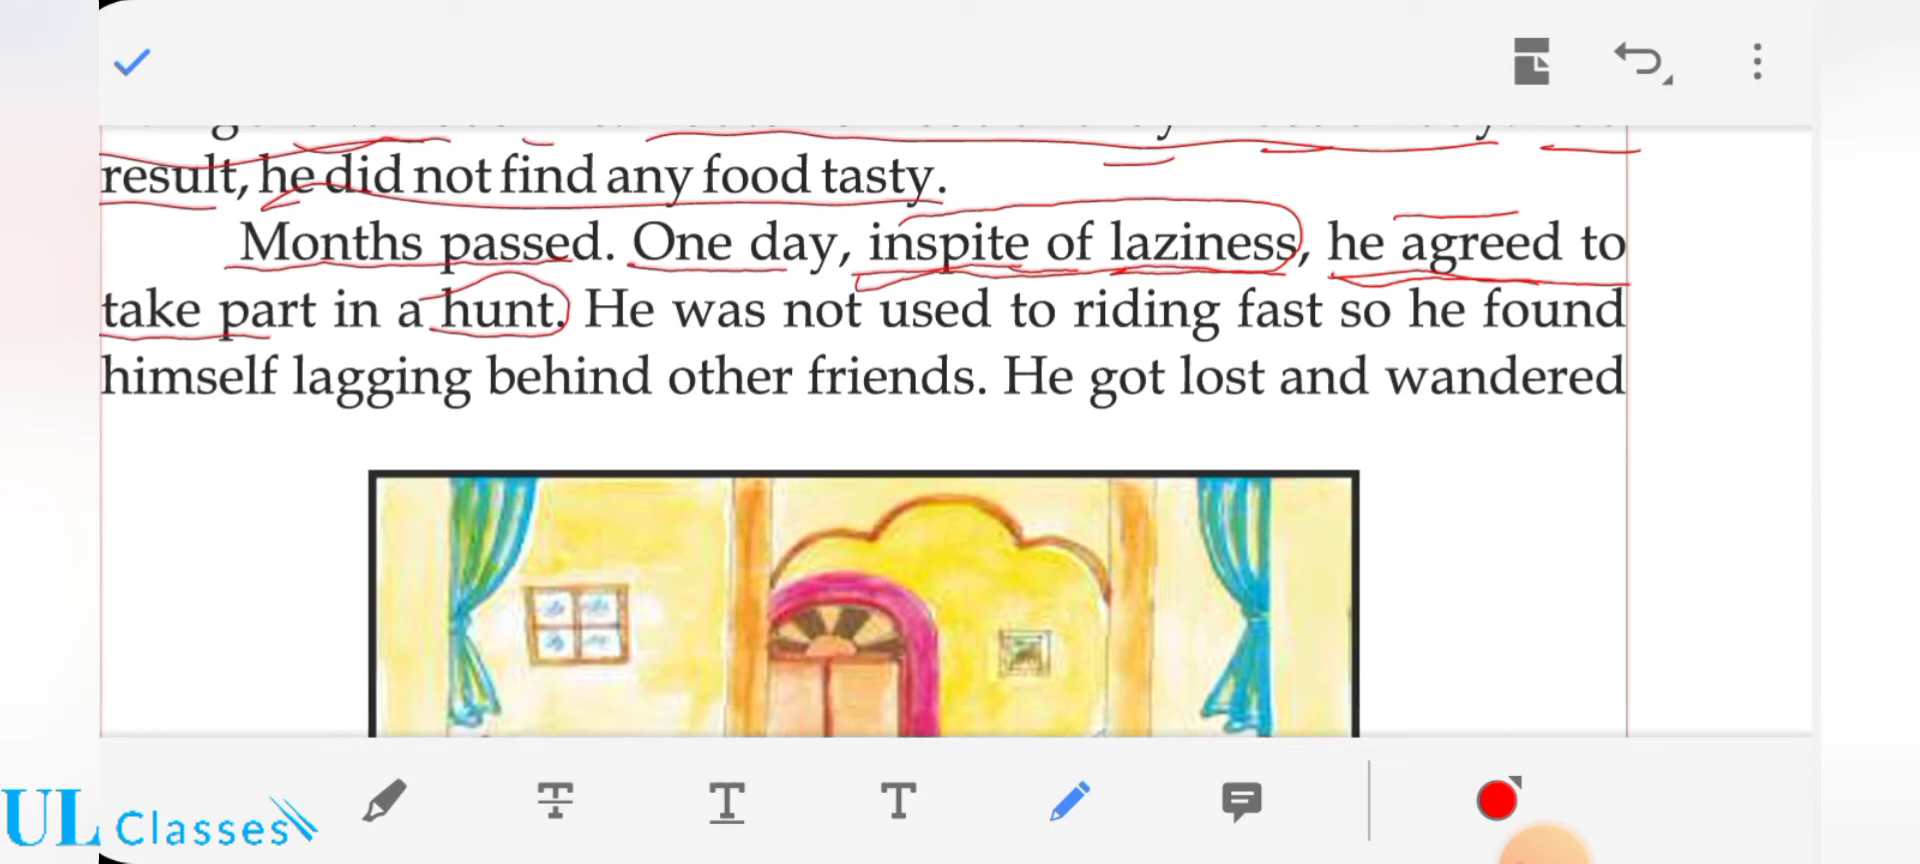 result, he did not find any food tasty.
Months passed. One day, inspite of laziness, he agreed to
take part in a hunt. He was not used to riding fast so he found
himself lagging behind other friends. He got lost and wandered
T T T
UL Classes